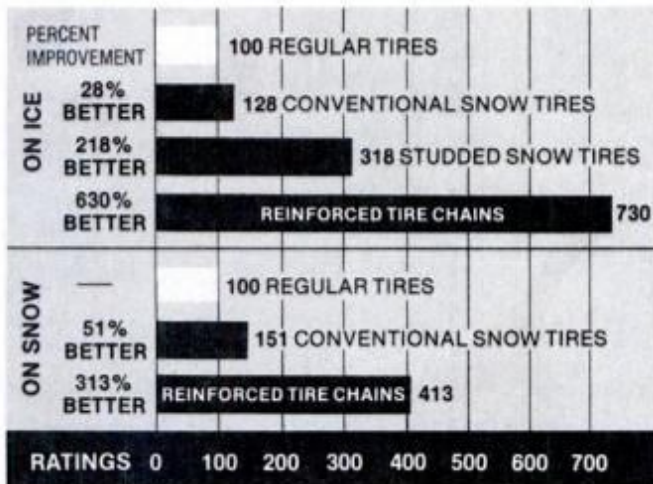 PERCENT
IMPROVEMENT
100 REGULAR TIRES
ON ICE
28%
BETTER
128 CONVENTIONAL SNOW TIRES
218%
BETTER
318 STUDDED SNOW TIRES
630%
BETTER
REINFORCED TIRE CHAINS 730
ON SNOW
— 100 REGULAR TIRES
51%
BETTER
151 CONVENTIONAL SNOW TIRES
313%
BETTER
REINFORCED TIRE CHAINS 413
RATINGS 0 100 200 300 400 500 600 700